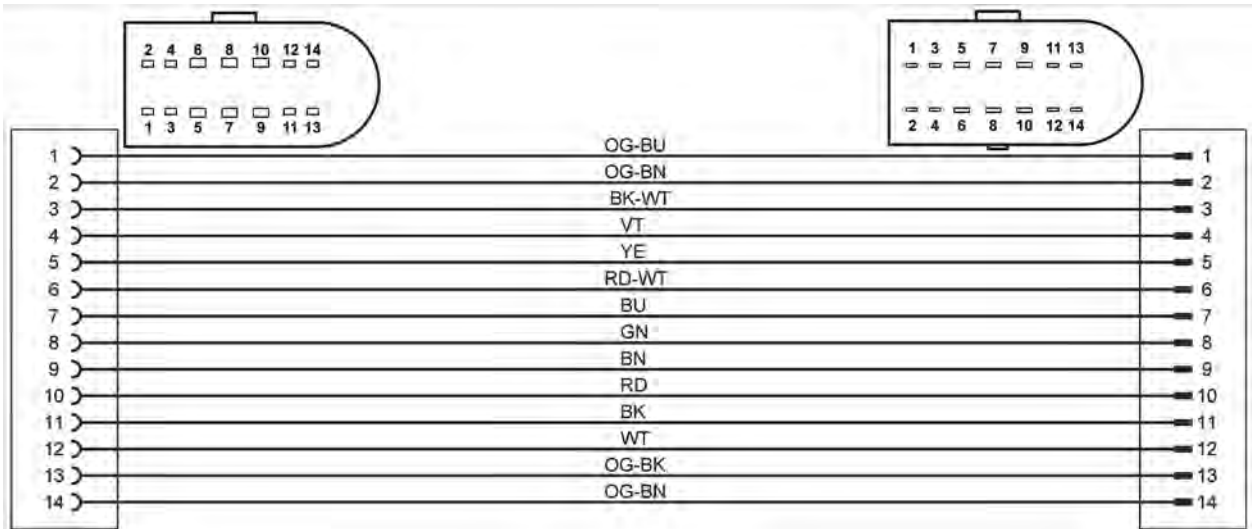 2 4 6 8 10 12 14
1 3 5 7 9 11 13
1 3 5 7 9 11 13
2 4 6 8 10 12 14
1 OG-BU 1
2 OG-BN 2
3 BK-WT 3
4 VT 4
5 YE 5
6 RD-WT 6
7 BU 7
8 GN 8
9 BN 9
10 RD 10
11 BK 11
12 WT 12
13 OG-BK 13
14 OG-BN 14